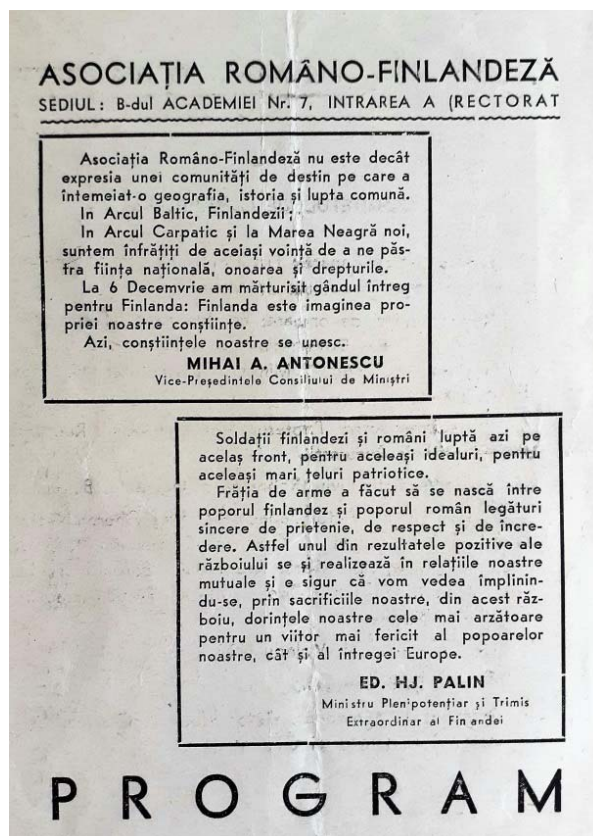 ASOCIAȚIA ROMÂNO-FINLANDEZĂ
SEDIUL: B-dul ACADEMIEI Nr. 7, INTRAREA A (RECTORAT
Asociația Româno-Finlandeză nu este decât
expresia unei comunități de destin pe care a
întemeiat-o geografia, istoria și lupta comună.
In Arcul Baltic, Finlandezii;
In Arcul Carpatic și la Marea Neagră noi,
suntem înfrățiți de aceiași voință de a ne păs-
tra ființa națională, onoarea și drepturile.
La 6 Decemvrie am mărturisit gândul întreg
pentru Finlanda: Finlanda este imaginea pro-
priei noastre conștiințe.
Azi, conștiințele noastre se unesc.
MIHAI A. ANTONESCU
Vice-Președintele Consiliului de Miniștri
Soldații finlandezi și români luptă azi pe
acelaș front, pentru aceleași idealuri, pentru
aceleași mari țeluri patriotice.
Frăția de arme a făcut să se nască între
poporul finlandez și poporul român legături
sincere de prietenie, de respect și de încre-
dere. Astfel unul din rezultatele pozitive ale
războiului se și realizează în relațiile noastre
mutuale și e sigur că vom vedea împlinin-
du-se, prin sacrificiile noastre, din acest răz-
boiu, dorințele noastre cele mai arzătoare
pentru un viitor mai fericit al popoarelor
noastre, cât și al întregei Europe.
ED. HJ. PALIN
Ministru Plenipotențiar și Trimis
Extraordinar al Finlandei
PROGRAM